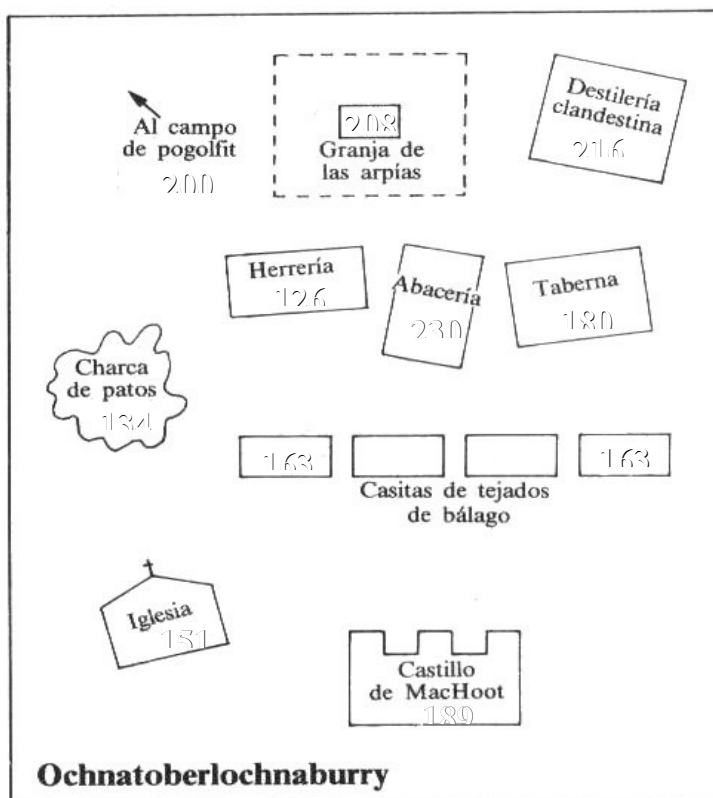 Al campo
de pogolfit
200
208
Granja de
las arpías
Destilería
clandestina
216
Herrería
126
Abacería
230
Taberna
180
Charca
de patos
134
163
163
Casitas de tejados
de bálago
Iglesia
151
Castillo
de MacHoot
189
Ochnatoberlochnaburry